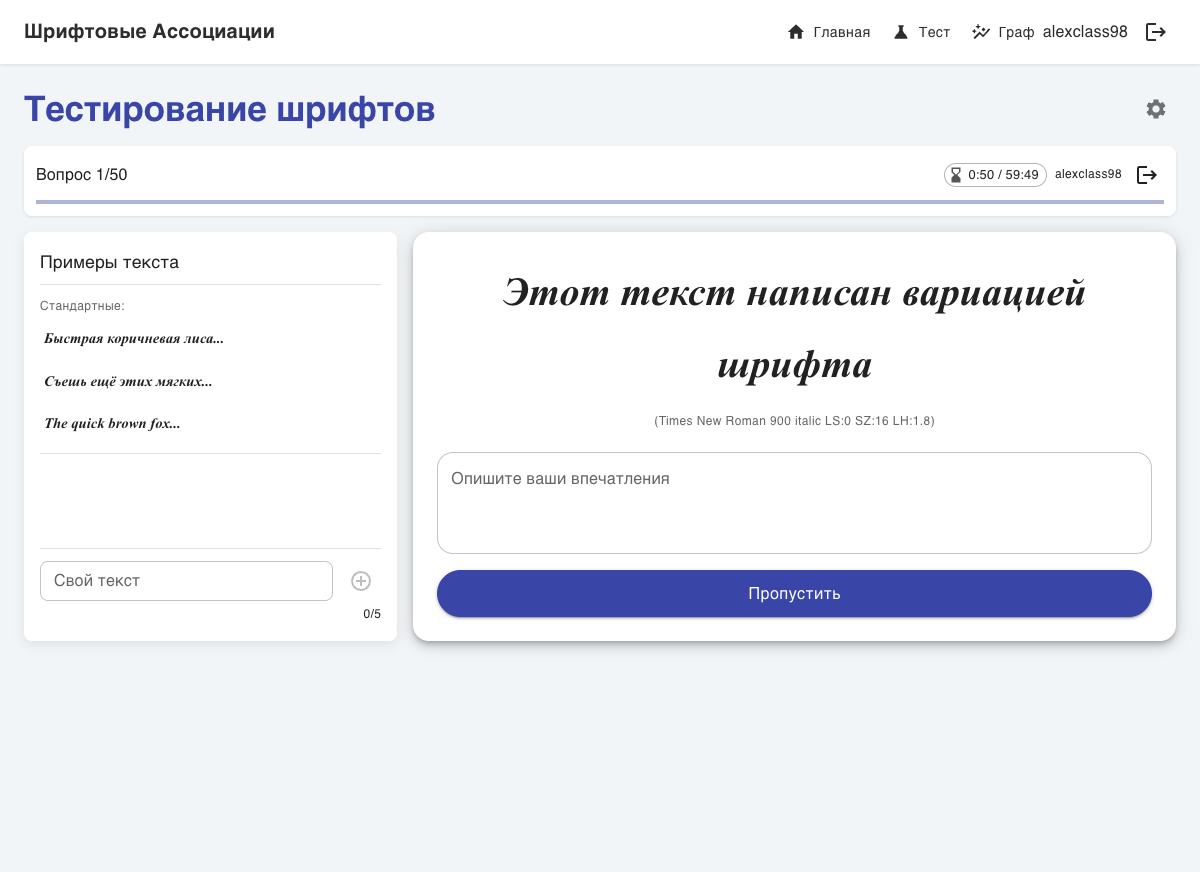 Шрифтовые Ассоциации
Главная
Тест
Граф
alexclass98
Тестирование шрифтов
Вопрос 1/50
0:50 / 59:49
alexclass98
Примеры текста
Стандартные:
Быстрая коричневая лиса...
Съешь ещё этих мягких...
The quick brown fox...
Свой текст
0/5
Этот текст написан вариацией
шрифта
(Times New Roman 900 italic LS:0 SZ:16 LH:1.8)
Опишите ваши впечатления
Пропустить